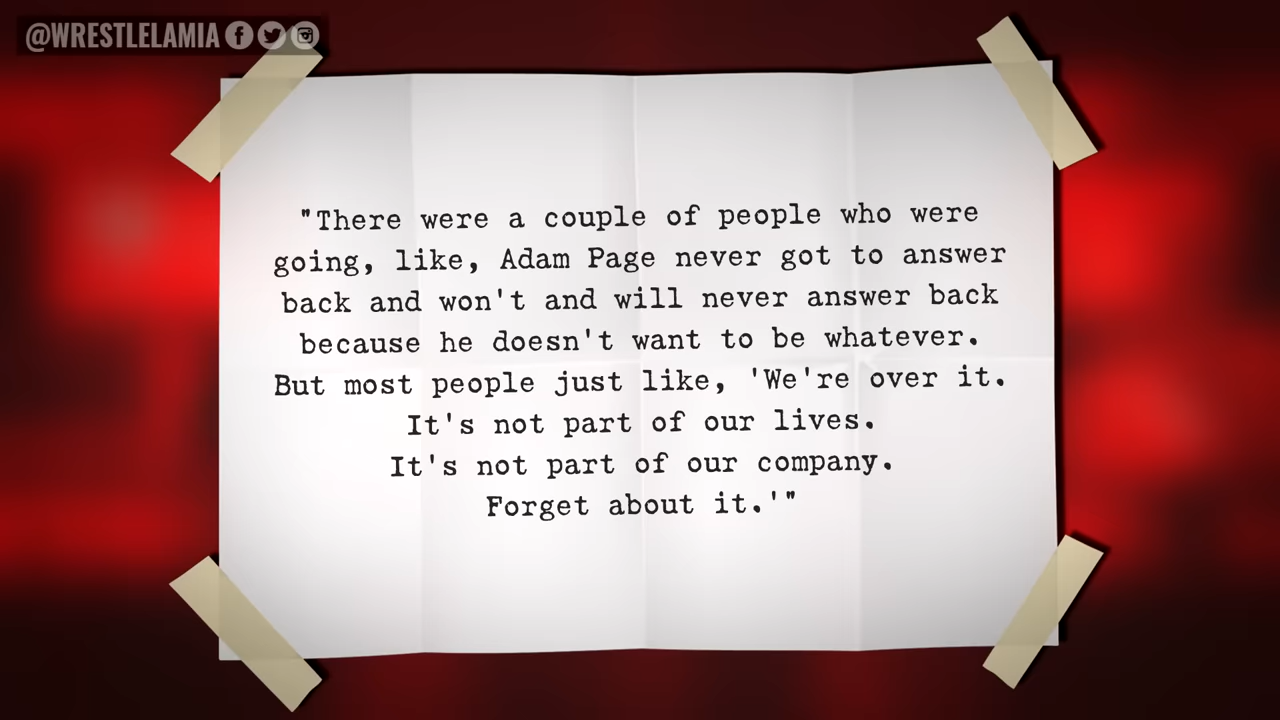 @WRESTLELAMIA
"There were a couple of people who were
going, like, Adam Page never got to answer
back and won't and will never answer back
because he doesn't want to be whatever.
But most people just like, 'We're over it.
It's not part of our lives.
It's not part of our company.
Forget about it.'"